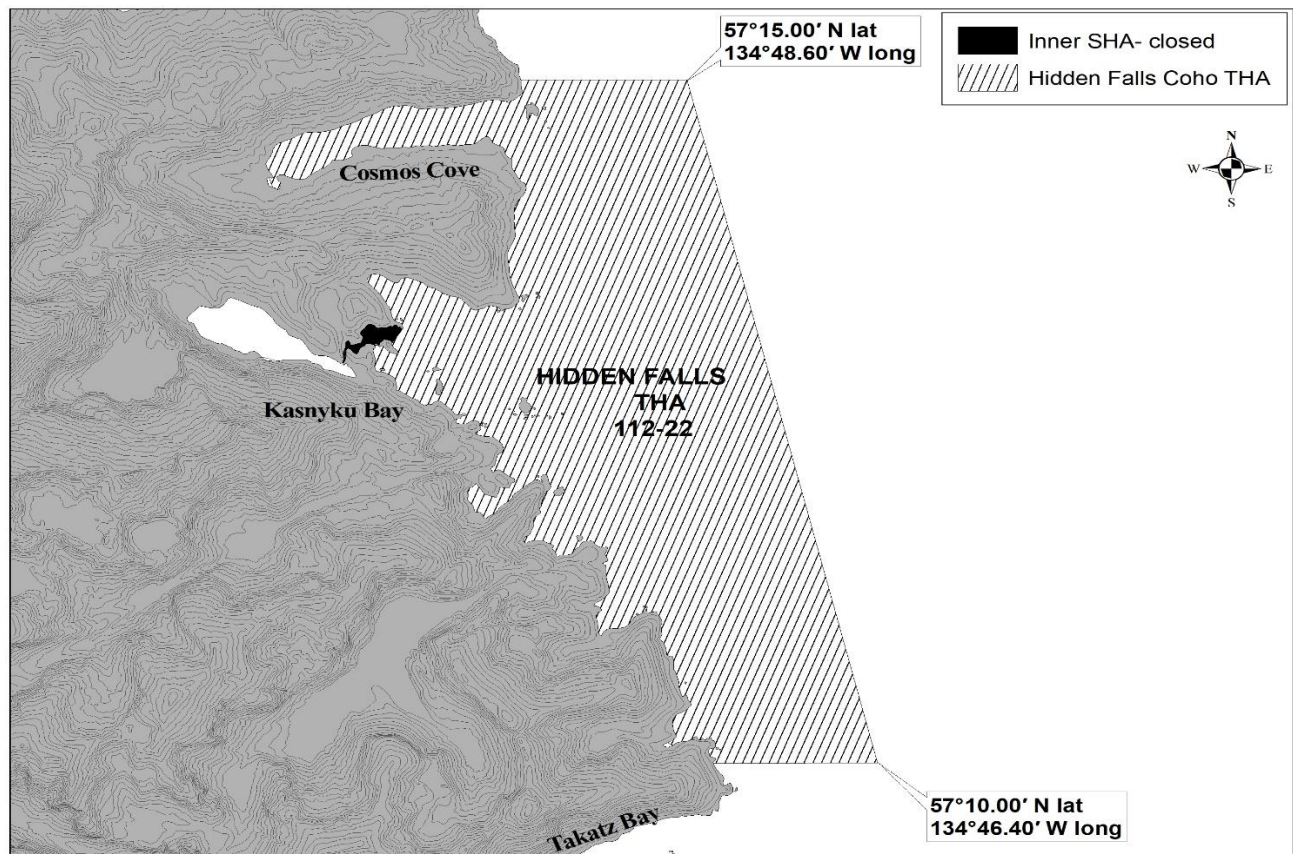 57°15.00′ N lat
134°48.60′ W long
Inner SHA- closed
Hidden Falls Coho THA
N
W
E
S
Cosmos Cove
HIDDEN FALLS
THA
112-22
Kasnyku Bay
57°10.00′ N lat
134°46.40′ W long
Takatz Bay